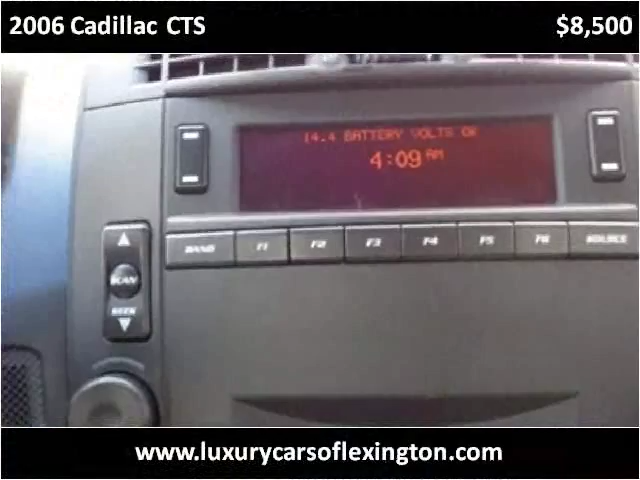 2006 Cadillac CTS $8,500
14.4 BATTERY VOLTS OK
4:09 AM
BAND F1 F2 F3 F4 F5 F6 SOURCE
SCAN
SEEK
www.luxurycarsoflexington.com